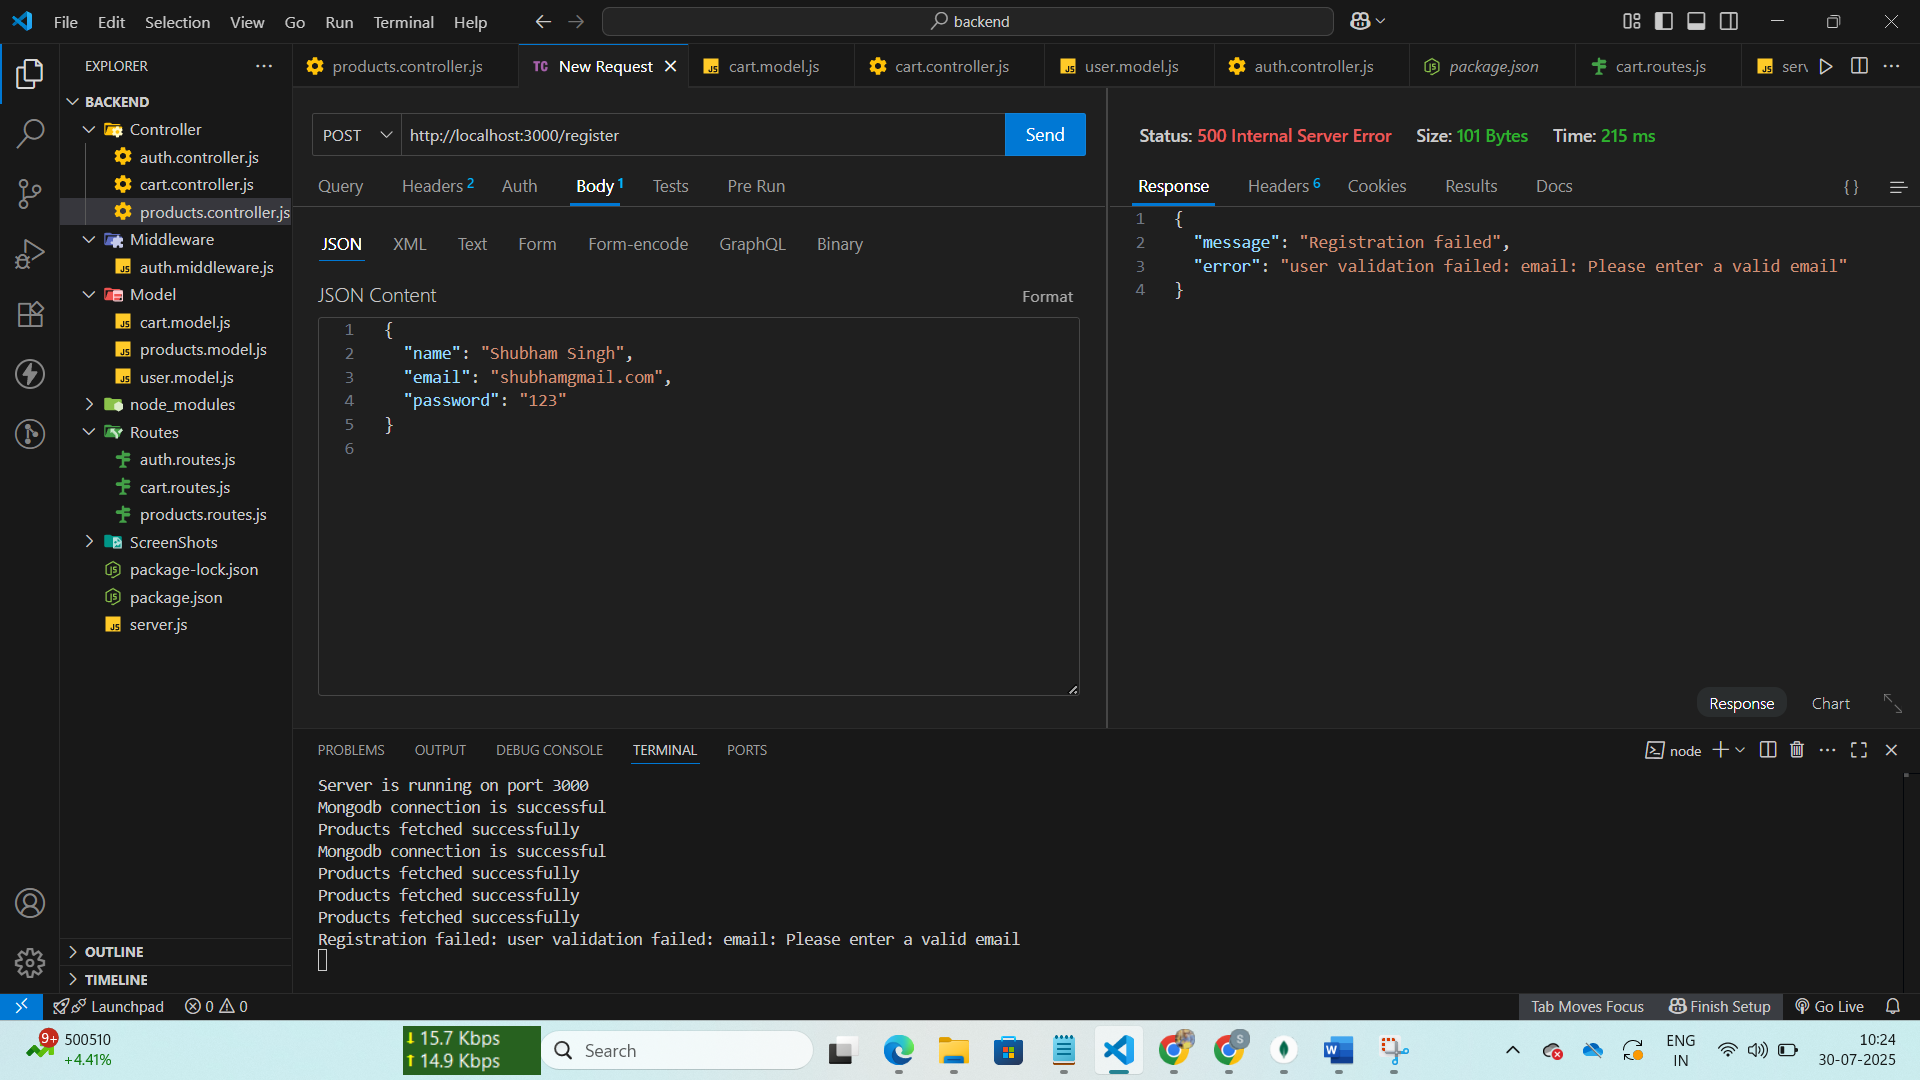 File Edit Selection View Go Run Terminal Help
backend
EXPLORER
products.controller.js
TC New Request
JS cart.model.js
cart.controller.js
JS user.model.js
auth.controller.js
package.json
cart.routes.js
JS serv
BACKEND
Controller
auth.controller.js
cart.controller.js
products.controller.js
Middleware
JS auth.middleware.js
Model
JS cart.model.js
JS products.model.js
JS user.model.js
node_modules
Routes
auth.routes.js
cart.routes.js
products.routes.js
ScreenShots
package-lock.json
package.json
JS server.js
OUTLINE
TIMELINE
POST
http://localhost:3000/register
Send
Query Headers 2 Auth Body 1 Tests Pre Run
JSON XML Text Form Form-encode GraphQL Binary
JSON Content
Format
1 {
2 "name": "Shubham Singh",
3 "email": "shubhamgmail.com",
4 "password": "123"
5 }
6
Status: 500 Internal Server Error Size: 101 Bytes Time: 215 ms
Response Headers 6 Cookies Results Docs { }
1 {
2 "message": "Registration failed",
3 "error": "user validation failed: email: Please enter a valid email"
4 }
Response Chart
PROBLEMS OUTPUT DEBUG CONSOLE TERMINAL PORTS
node
Server is running on port 3000
Mongodb connection is successful
Products fetched successfully
Mongodb connection is successful
Products fetched successfully
Products fetched successfully
Products fetched successfully
Registration failed: user validation failed: email: Please enter a valid email
Launchpad 0 0
Tab Moves Focus Finish Setup Go Live
9+
500510
+4.41%
15.7 Kbps
14.9 Kbps
Search
S
ENG
IN
10:24
30-07-2025